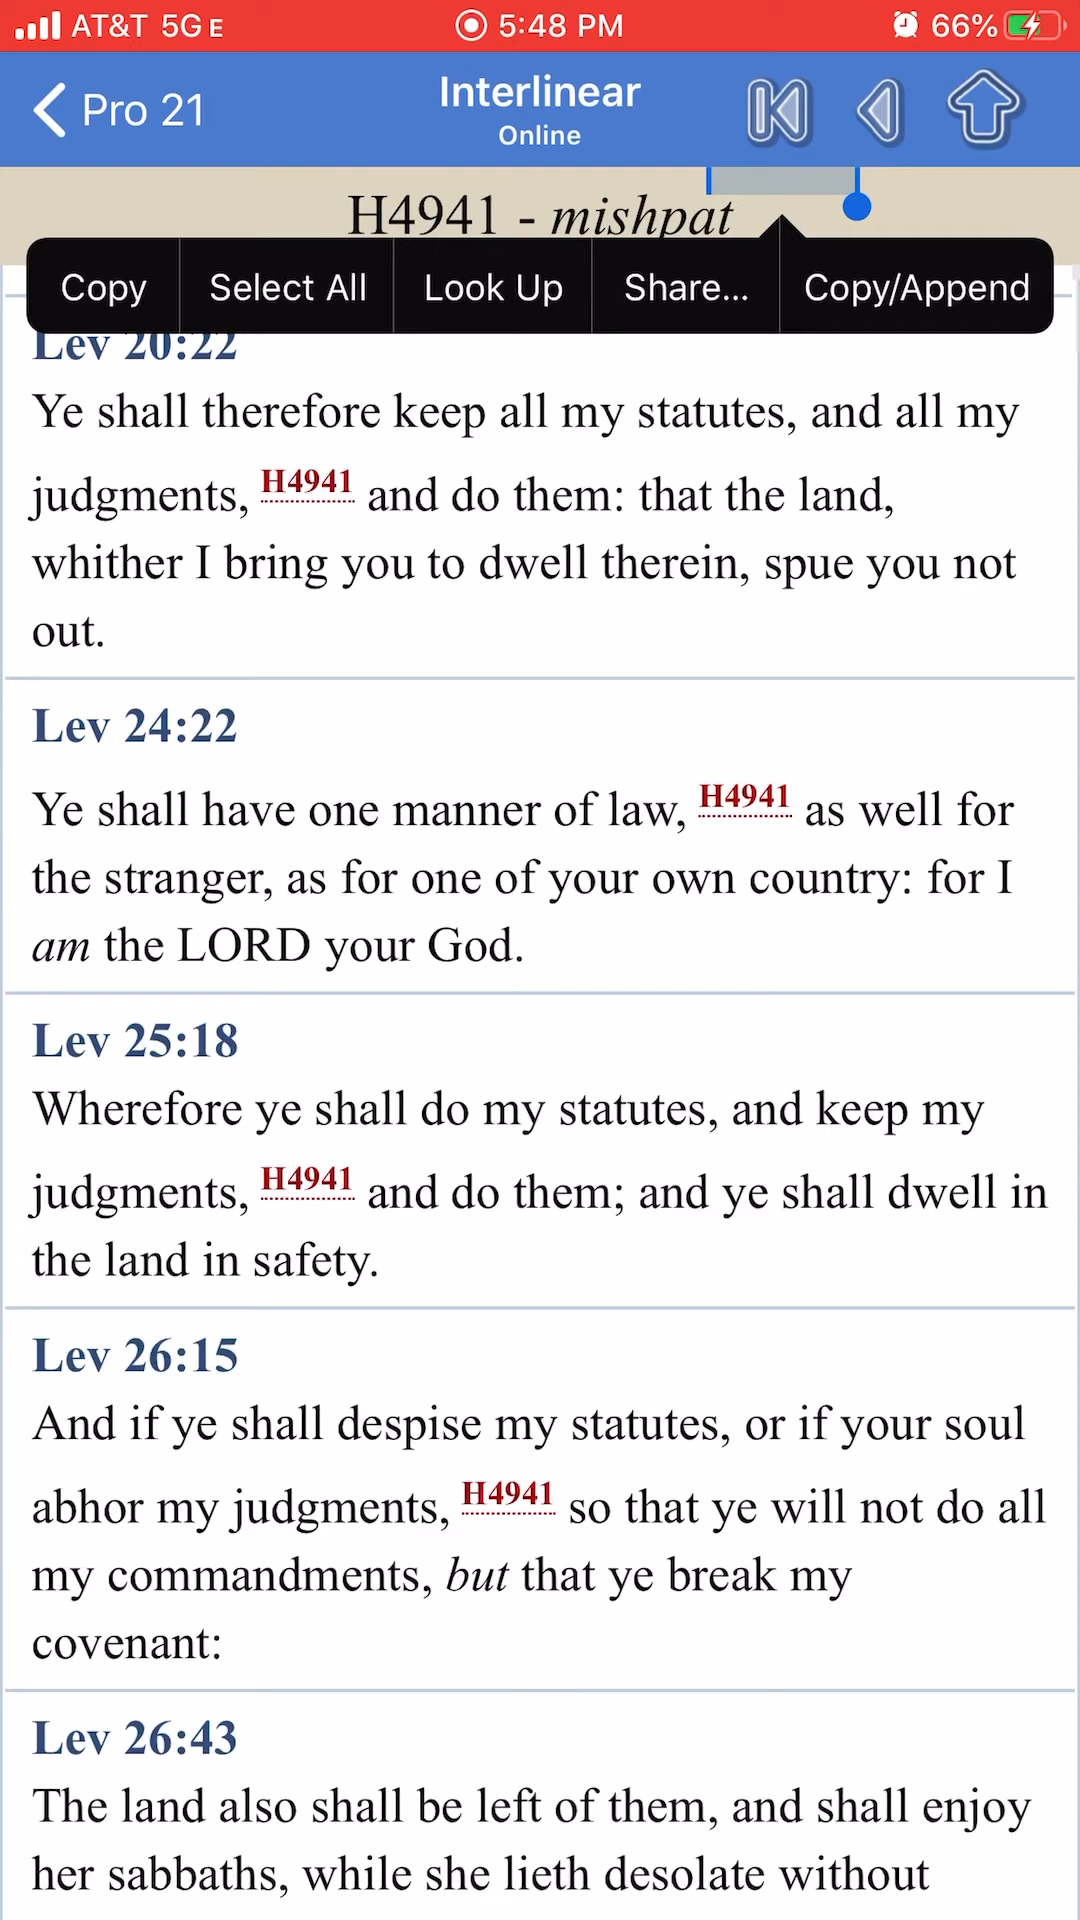 AT&T 5GE 5:48 PM 66%
Pro 21 Interlinear
Online
H4941 - mishpat
Copy Select All Look Up Share... Copy/Append
Lev 20:22
Ye shall therefore keep all my statutes, and all my
judgments, H4941 and do them: that the land,
whither I bring you to dwell therein, spue you not
out.
Lev 24:22
Ye shall have one manner of law, H4941 as well for
the stranger, as for one of your own country: for I
am the LORD your God.
Lev 25:18
Wherefore ye shall do my statutes, and keep my
judgments, H4941 and do them; and ye shall dwell in
the land in safety.
Lev 26:15
And if ye shall despise my statutes, or if your soul
abhor my judgments, H4941 so that ye will not do all
my commandments, but that ye break my
covenant:
Lev 26:43
The land also shall be left of them, and shall enjoy
her sabbaths, while she lieth desolate without